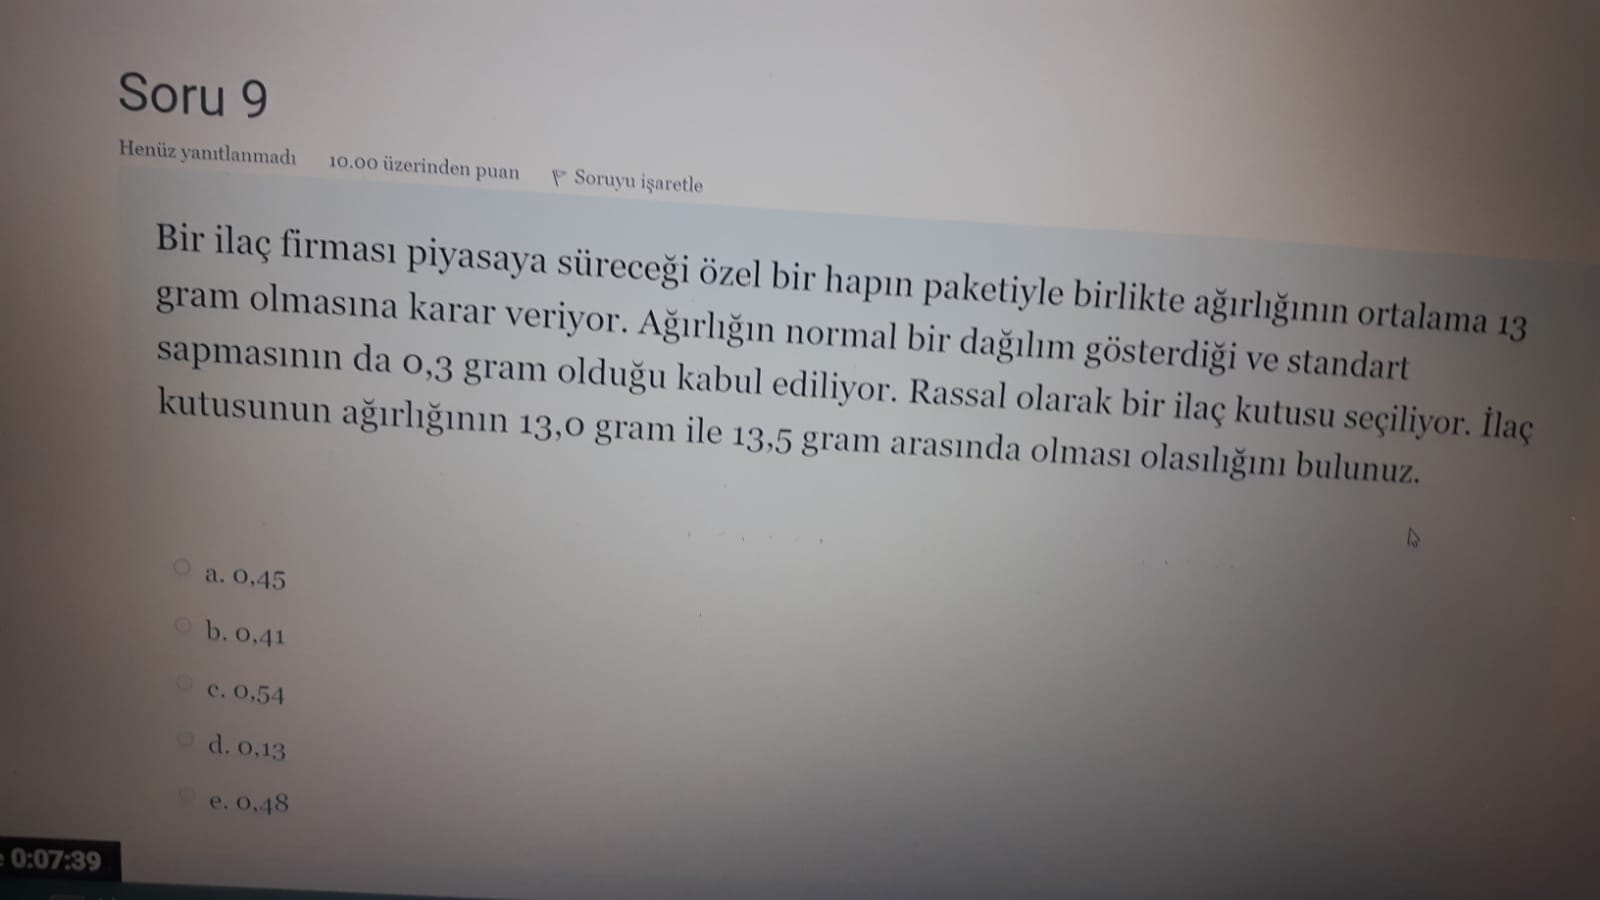 Soru 9
Henüz yanıtlanmadı 10.00 üzerinden puan Soruyu işaretle
Bir ilaç firması piyasaya süreceği özel bir hapın paketiyle birlikte ağırlığının ortalama 13
gram olmasına karar veriyor. Ağırlığın normal bir dağılım gösterdiği ve standart
sapmasının da 0,3 gram olduğu kabul ediliyor. Rassal olarak bir ilaç kutusu seçiliyor. İlaç
kutusunun ağırlığının 13,0 gram ile 13,5 gram arasında olması olasılığını bulunuz.
a. 0,45
b. 0,41
c. 0,54
d. 0,13
e. 0,48
0:07:39